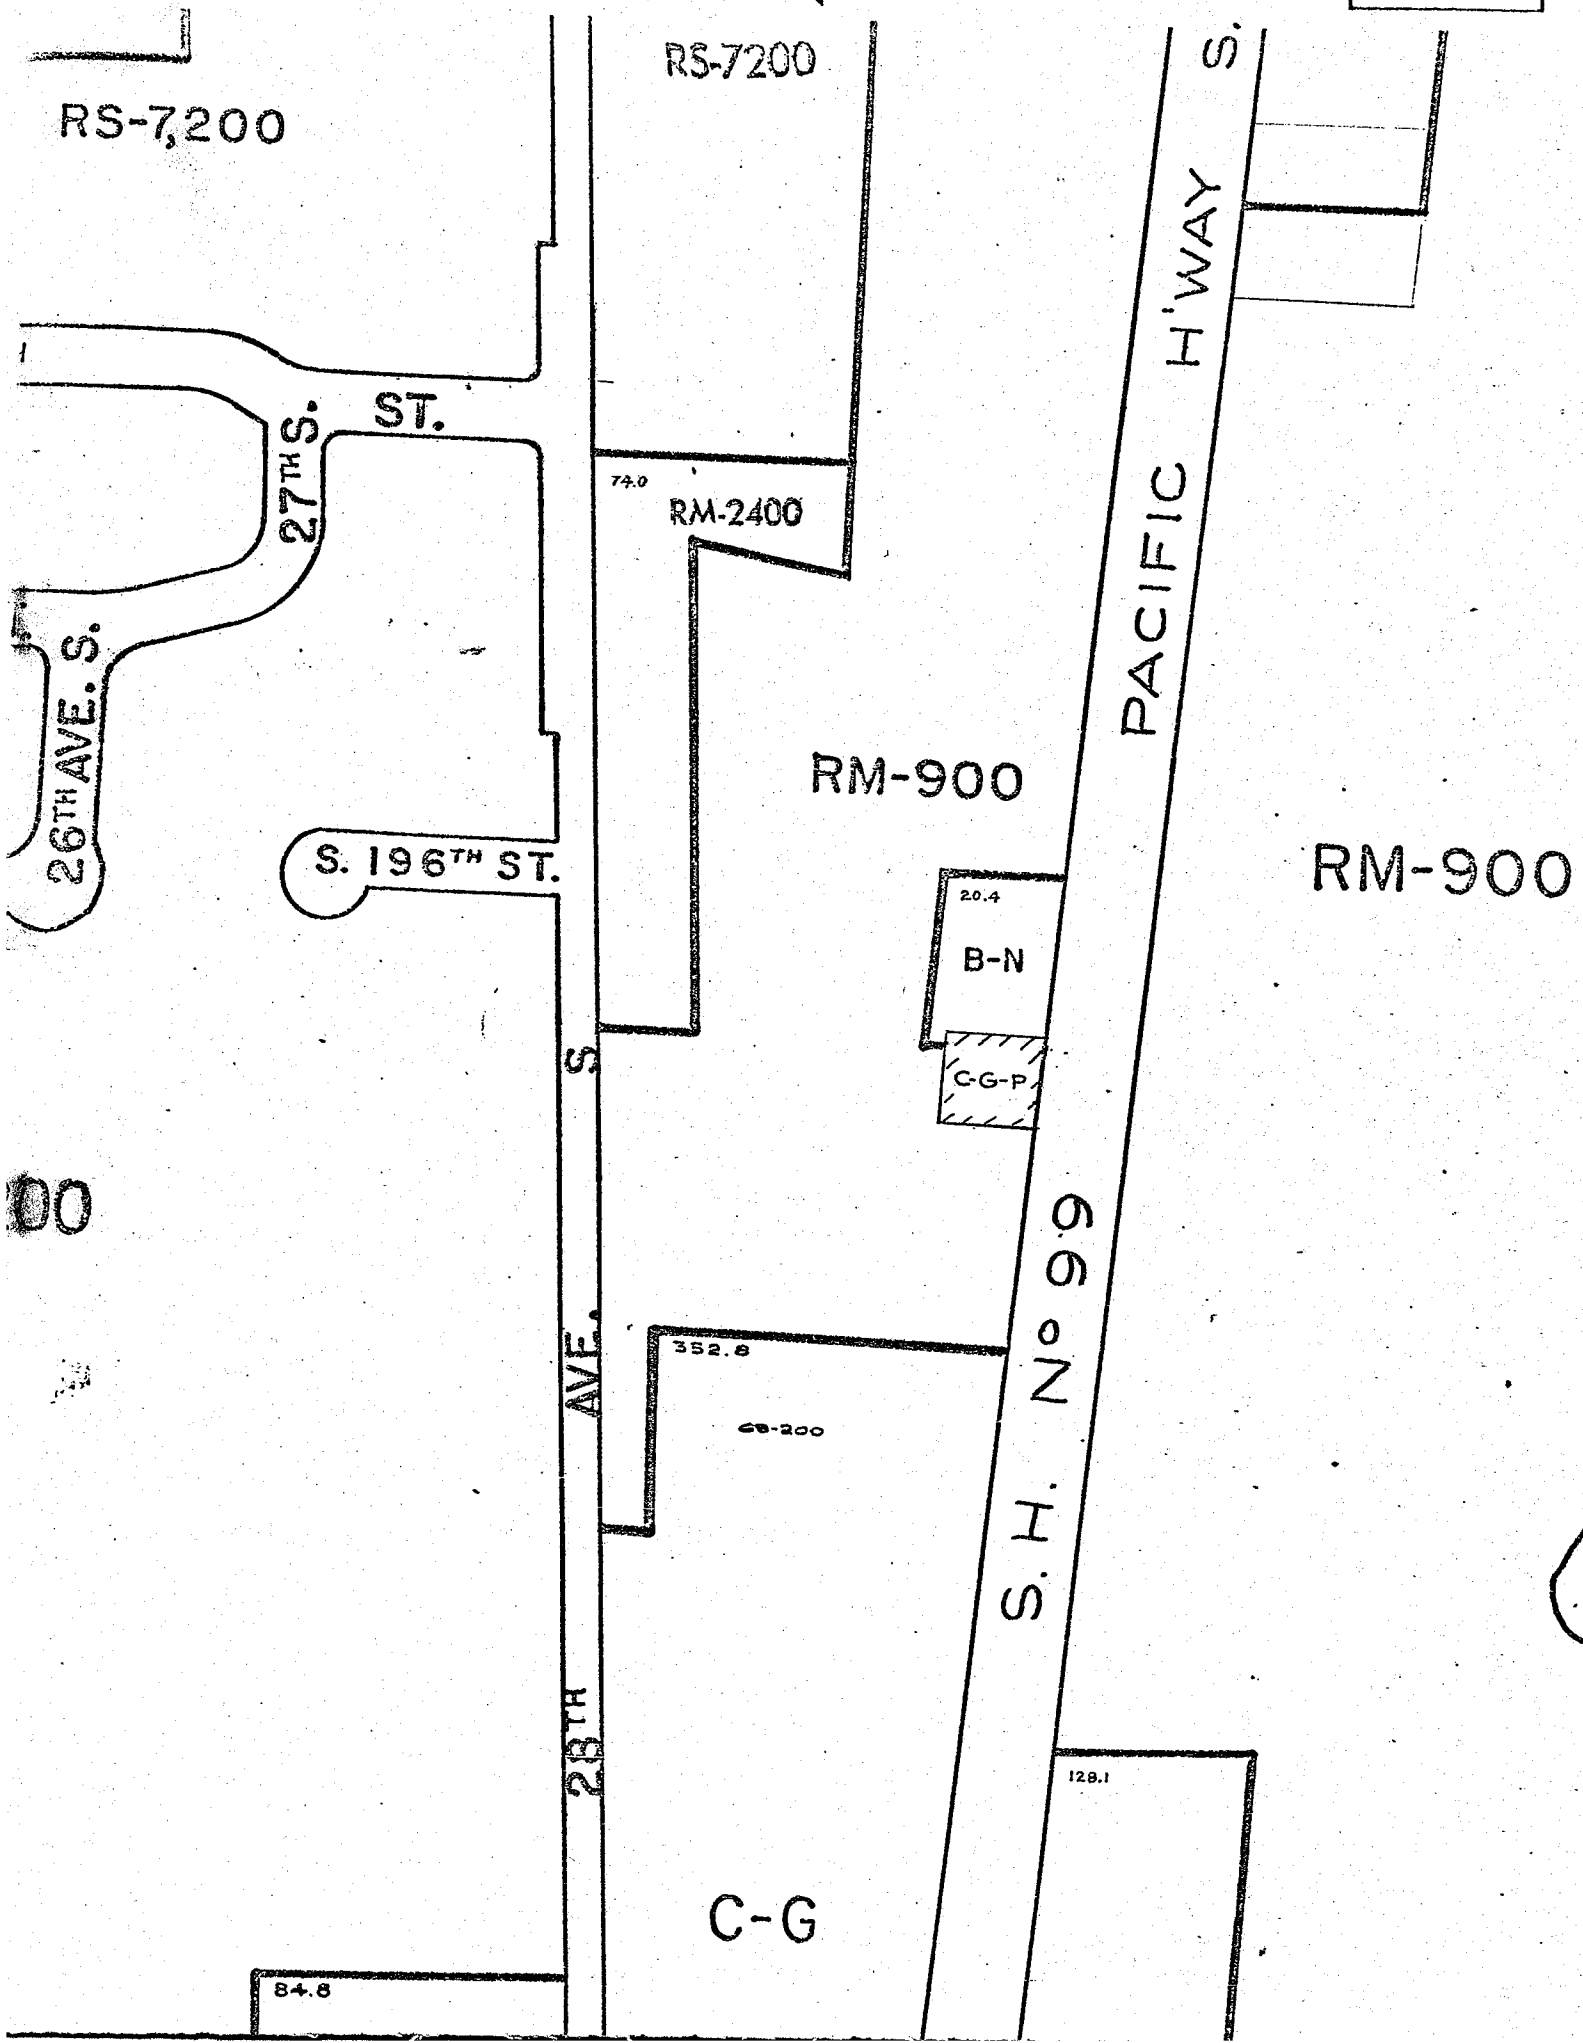 RS-7200
RS-7,200
PACIFIC H'WAY S.
ST.
27TH S.
74.0
RM-2400
26TH AVE. S.
RM-900
S. 196TH ST.
RM-900
20.4
B-N
C-G-P
00
28TH AVE. S
S. H. No 99
352.8
128.1
C-G
84.8